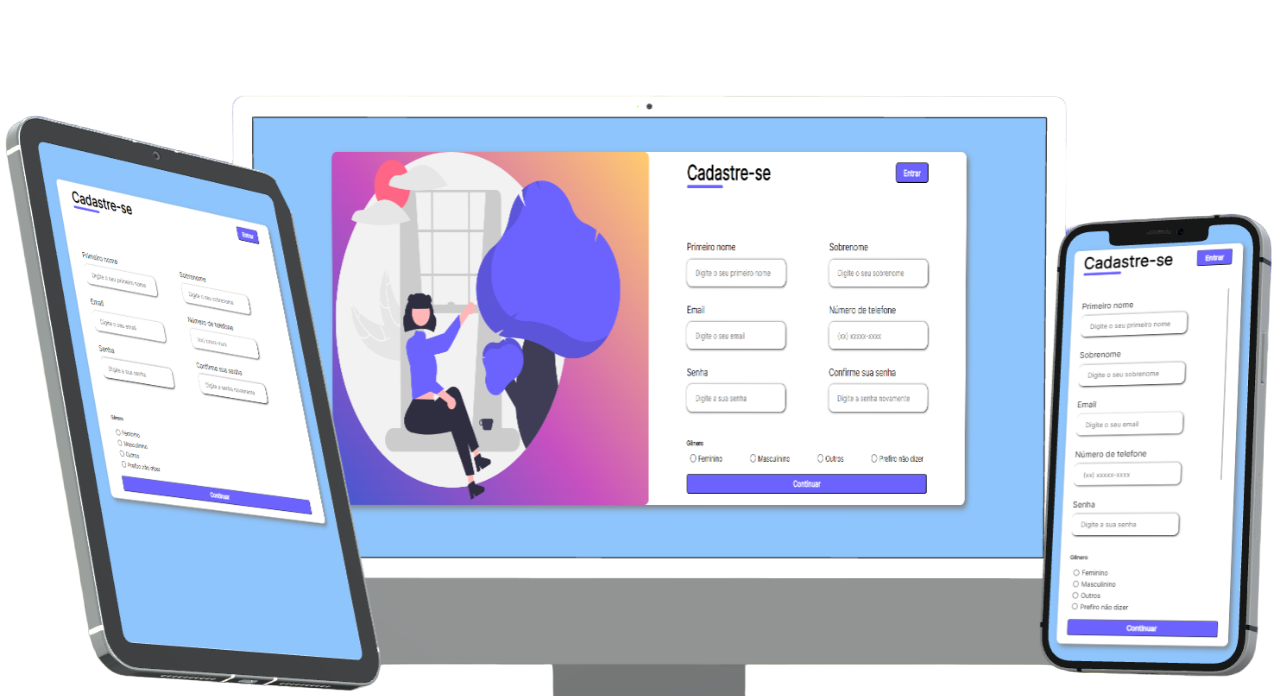 Cadastre-se
Entrar
Primeiro nome
Digite o seu primeiro nome
Sobrenome
Digite o seu sobrenome
Email
Digite o seu email
Número de telefone
(xx) xxxxx-xxxx
Senha
Digite a sua senha
Confirme sua senha
Digite a senha novamente
Gênero
Feminino
Masculinino
Outros
Prefiro não dizer
Continuar
Cadastre-se
Entrar
Primeiro nome
Sobrenome
Digite o seu primeiro nome
Digite o seu sobrenome
Email
Número de telefone
Digite o seu email
(xx) xxxxx-xxxx
Senha
Confirme sua senha
Digite a sua senha
Digite a senha novamente
Gênero
Feminino Masculinino Outros Prefiro não dizer
Continuar
Cadastre-se
Entrar
Primeiro nome
Digite o seu primeiro nome
Sobrenome
Digite o seu sobrenome
Email
Digite o seu email
Número de telefone
(xx) xxxxx-xxxx
Senha
Digite a sua senha
Gênero
Feminino
Masculinino
Outros
Prefiro não dizer
Continuar